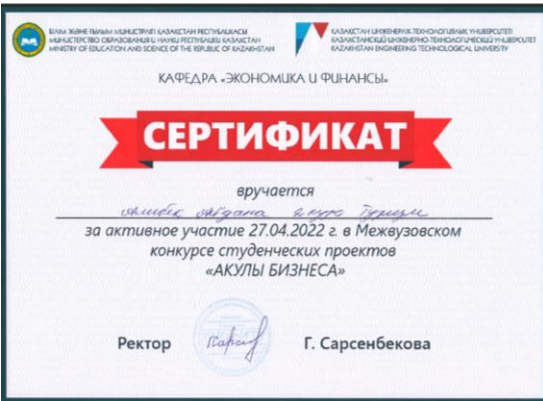 БІЛІМ ЖӘНЕ ҒЫЛЫМ МИНИСТРЛІГІ ҚАЗАҚСТАН РЕСПУБЛИКАСЫ
МИНИСТЕРСТВО ОБРАЗОВАНИЯ И НАУКИ РЕСПУБЛИКИ КАЗАХСТАН
MINISTRY OF EDUCATION AND SCIENCE OF THE REPUBLIC OF KAZAKHSTAN
ҚАЗАҚСТАН ИНЖЕНЕРЛІК-ТЕХНОЛОГИЯЛЫҚ УНИВЕРСИТЕТІ
КАЗАХСТАНСКИЙ ИНЖЕНЕРНО-ТЕХНОЛОГИЧЕСКИЙ УНИВЕРСИТЕТ
KAZAKHSTAN ENGINEERING TECHNOLOGICAL UNIVERSITY
КАФЕДРА «ЭКОНОМИКА И ФИНАНСЫ»
СЕРТИФИКАТ
вручается
за активное участие 27.04.2022 г. в Межвузовском
конкурсе студенческих проектов
«АКУЛЫ БИЗНЕСА»
Ректор Г. Сарсенбекова